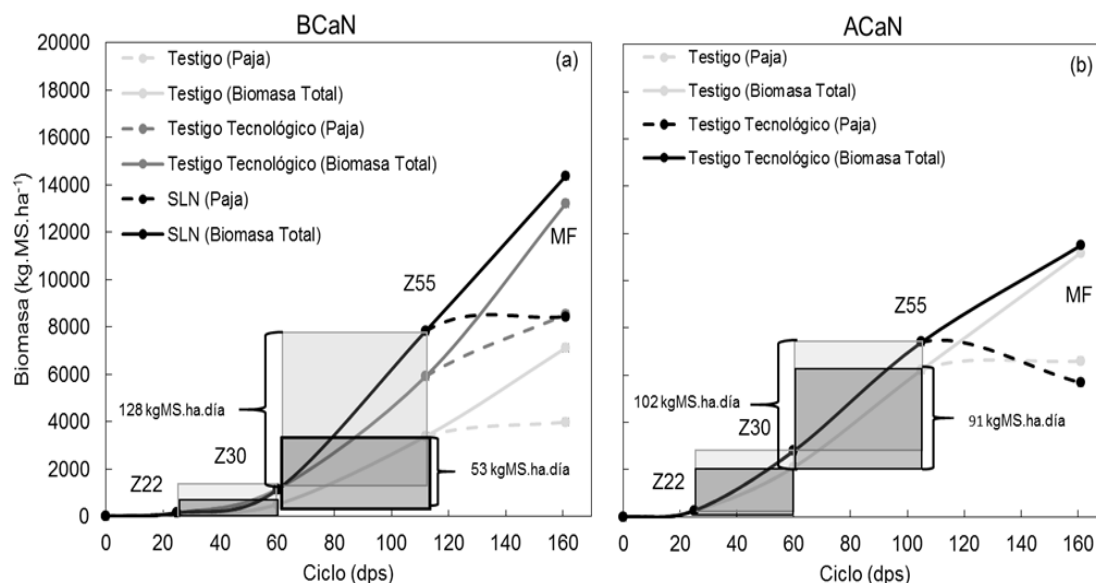 BCaN
20000
18000
16000
14000
12000
10000
8000
6000
4000
2000
0
Biomasa (kg.MS.ha⁻¹)
Testigo (Paja)
Testigo (Biomasa Total)
Testigo Tecnológico (Paja)
Testigo Tecnológico (Biomasa Total)
SLN (Paja)
SLN (Biomasa Total)
(a)
MF
Z55
128 kgMS.ha.día
Z30
53 kgMS.ha.día
Z22
0 20 40 60 80 100 120 140 160
Ciclo (dps)
ACaN
Testigo (Paja)
Testigo (Biomasa Total)
Testigo Tecnológico (Paja)
Testigo Tecnológico (Biomasa Total)
(b)
MF
Z55
102 kgMS.ha.día
Z30
91 kgMS.ha.día
Z22
0 20 40 60 80 100 120 140 160
Ciclo (dps)